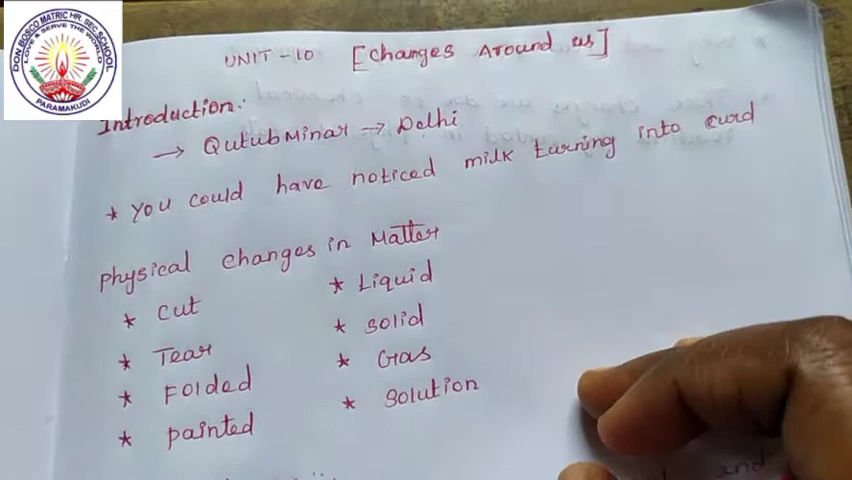 DON BOSCO MATRIC HR. SEC. SCHOOL
LOVE & SERVE THE WORLD
PARAMAKUDI
UNIT - 10 [Changes Around us]
Introduction:
→ Qutub Minar → Delhi
* You could have noticed milk turning into curd
Physical changes in Matter
* Cut
* Tear
* Folded
* Painted
* Liquid
* Solid
* Gas
* Solution